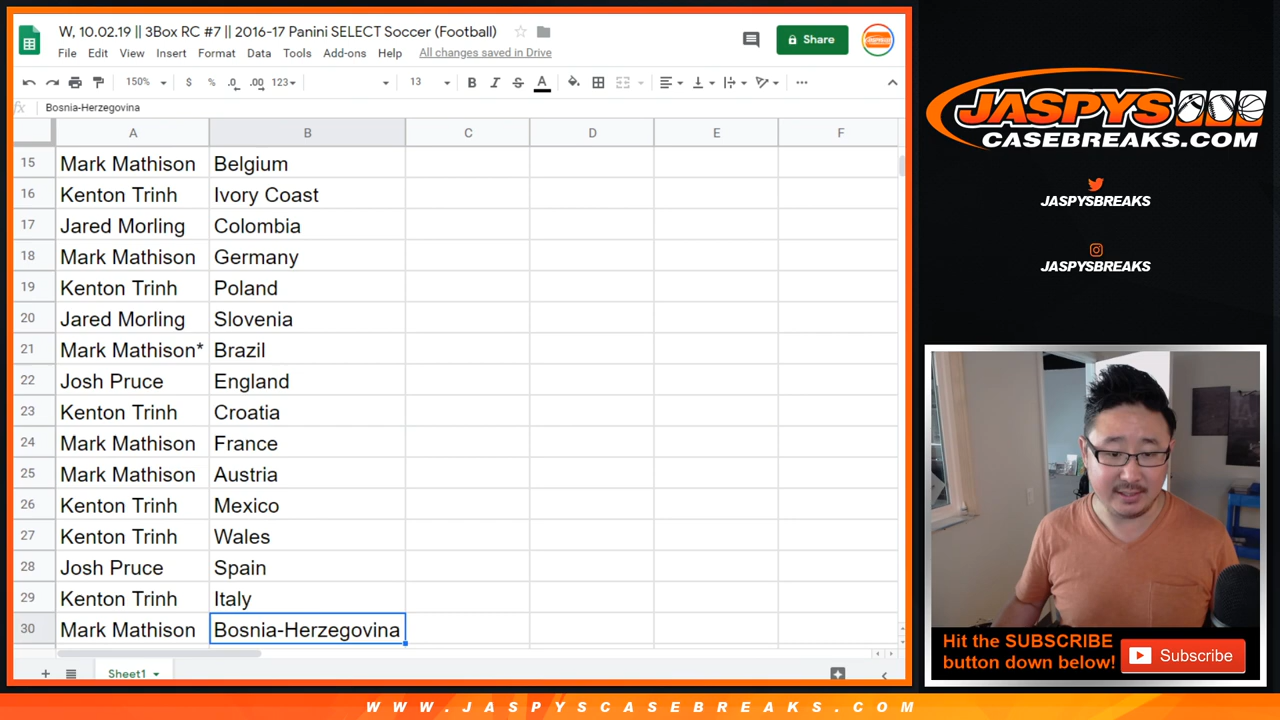 W, 10.02.19 || 3Box RC #7 || 2016-17 Panini SELECT Soccer (Football)
File Edit View Insert Format Data Tools Add-ons Help All changes saved in Drive
Share
150% $ % .0 .00 123 13 B I S A
fx Bosnia-Herzegovina
A B C D E F
15 Mark Mathison Belgium
16 Kenton Trinh Ivory Coast
17 Jared Morling Colombia
18 Mark Mathison Germany
19 Kenton Trinh Poland
20 Jared Morling Slovenia
21 Mark Mathison* Brazil
22 Josh Pruce England
23 Kenton Trinh Croatia
24 Mark Mathison France
25 Mark Mathison Austria
26 Kenton Trinh Mexico
27 Kenton Trinh Wales
28 Josh Pruce Spain
29 Kenton Trinh Italy
30 Mark Mathison Bosnia-Herzegovina
Sheet1
JASPYS
CASEBREAKS.COM
JASPYSBREAKS
JASPYSBREAKS
Hit the SUBSCRIBE
button down below!
Subscribe
WWW.JASPYSCASEBREAKS.COM